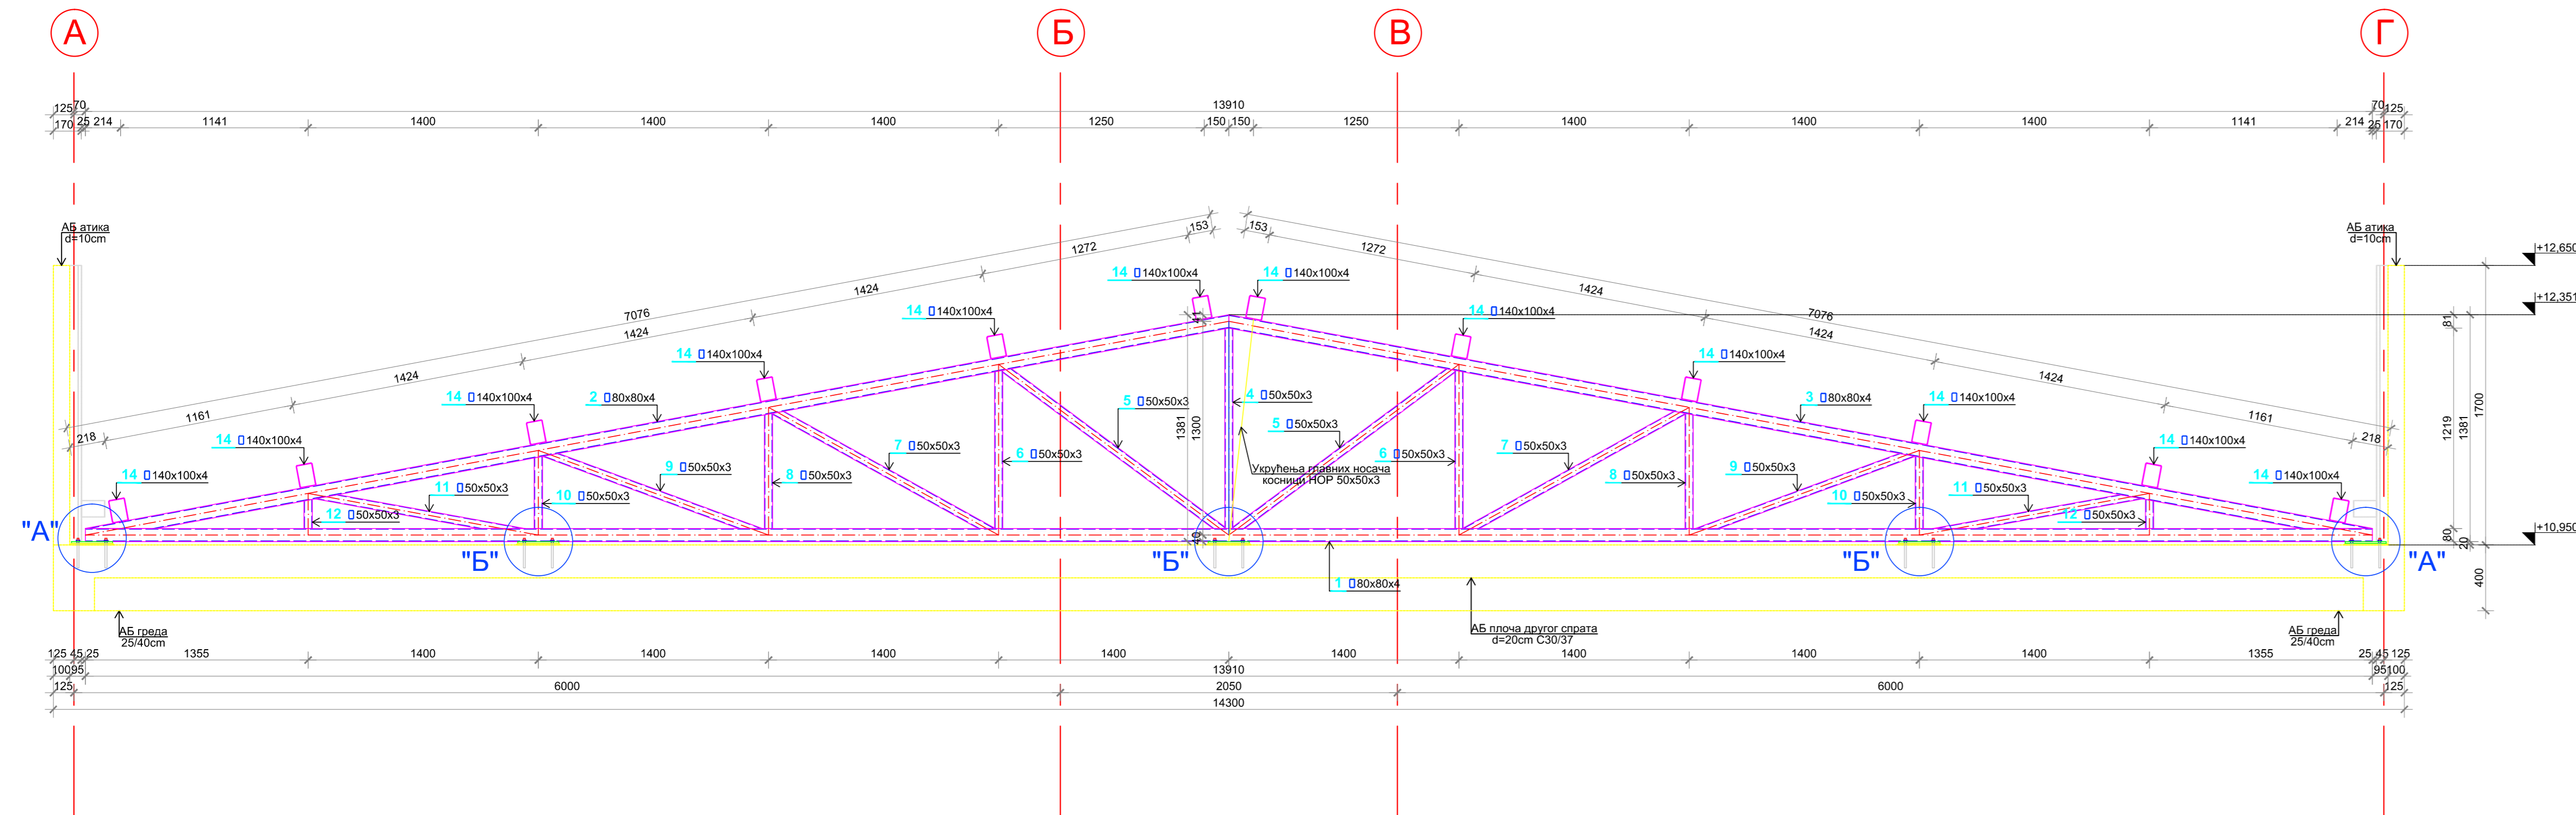 А Б В Г
125 70 13910 70 125
170 25 214 1141 1400 1400 1400 1250 150 150 1250 1400 1400 1400 1141 214 25 170
АБ атика
d=10cm
АБ атика
d=10cm
+12,650
+12,351
+10,950
7076
218 1161 1424 1424 1424 1272 153
7076
153 1272 1424 1424 1424 1161 218
14 140x100x4
14 140x100x4
14 140x100x4
14 140x100x4
14 140x100x4
14 140x100x4
14 140x100x4
14 140x100x4
14 140x100x4
14 140x100x4
14 140x100x4
14 140x100x4
2 80x80x4
3 80x80x4
5 50x50x3
4 50x50x3
5 50x50x3
7 50x50x3
6 50x50x3
6 50x50x3
7 50x50x3
9 50x50x3
8 50x50x3
8 50x50x3
9 50x50x3
11 50x50x3
10 50x50x3
10 50x50x3
11 50x50x3
12 50x50x3
12 50x50x3
1381
41
1300
40
Укрућења главних носача
косници HOP 50x50x3
81
1219
80
1381
20
1700
400
"А"
"Б"
"Б"
"Б"
"А"
1 80x80x4
АБ греда
25/40cm
АБ плоча другог спрата
d=20cm C30/37
АБ греда
25/40cm
125 45 25 1355 1400 1400 1400 1400 1400 1400 1400 1400 1355 25 45 125
100 95 13910 95 100
125 6000 2050 6000 125
14300